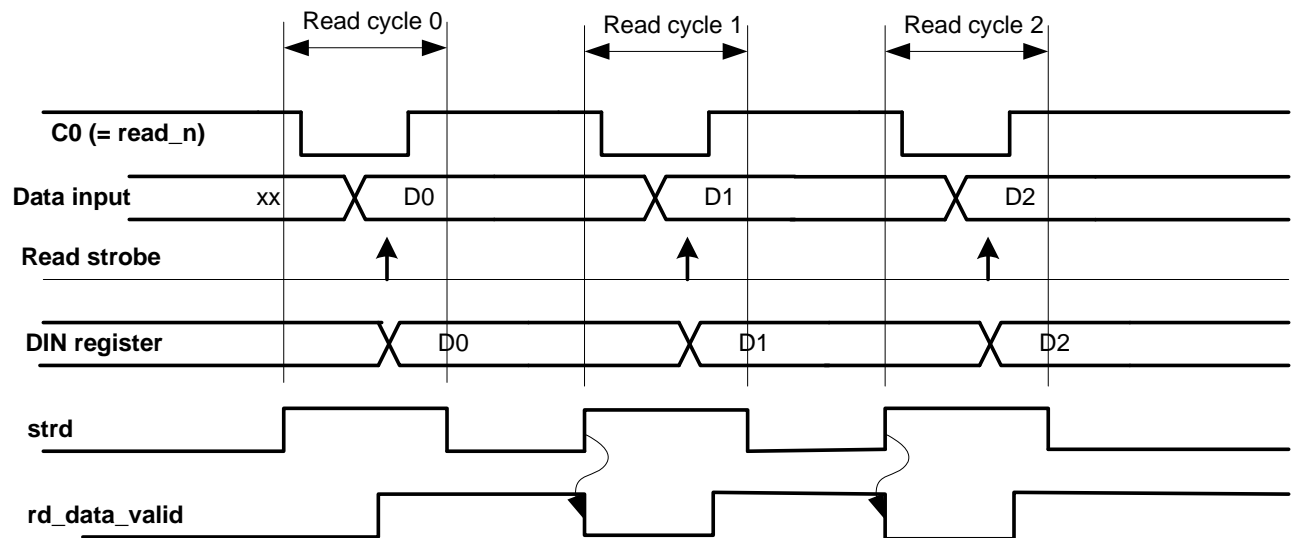 Read cycle 0
Read cycle 1
Read cycle 2
C0 (= read_n)
Data input
xx
D0
D1
D2
Read strobe
DIN register
D0
D1
D2
strd
rd_data_valid